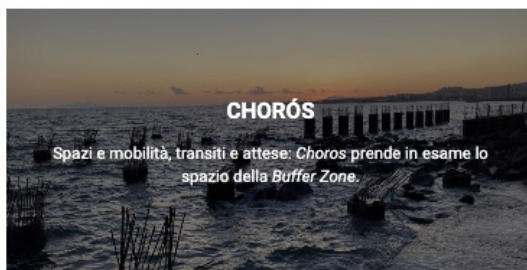 CHORÓS
Spazi e mobilità, transiti e attese: Choros prende in esame lo
spazio della Buffer Zone.